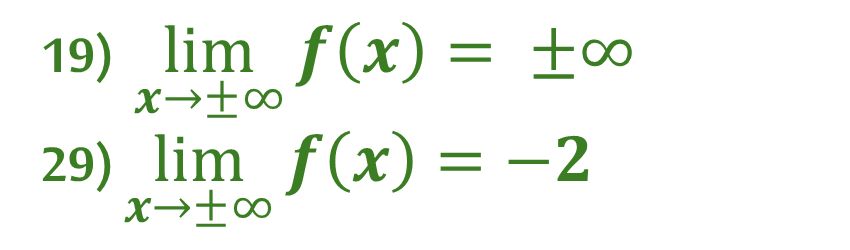 19) lim x→±∞ f(x) = ±∞
29) lim x→±∞ f(x) = −2